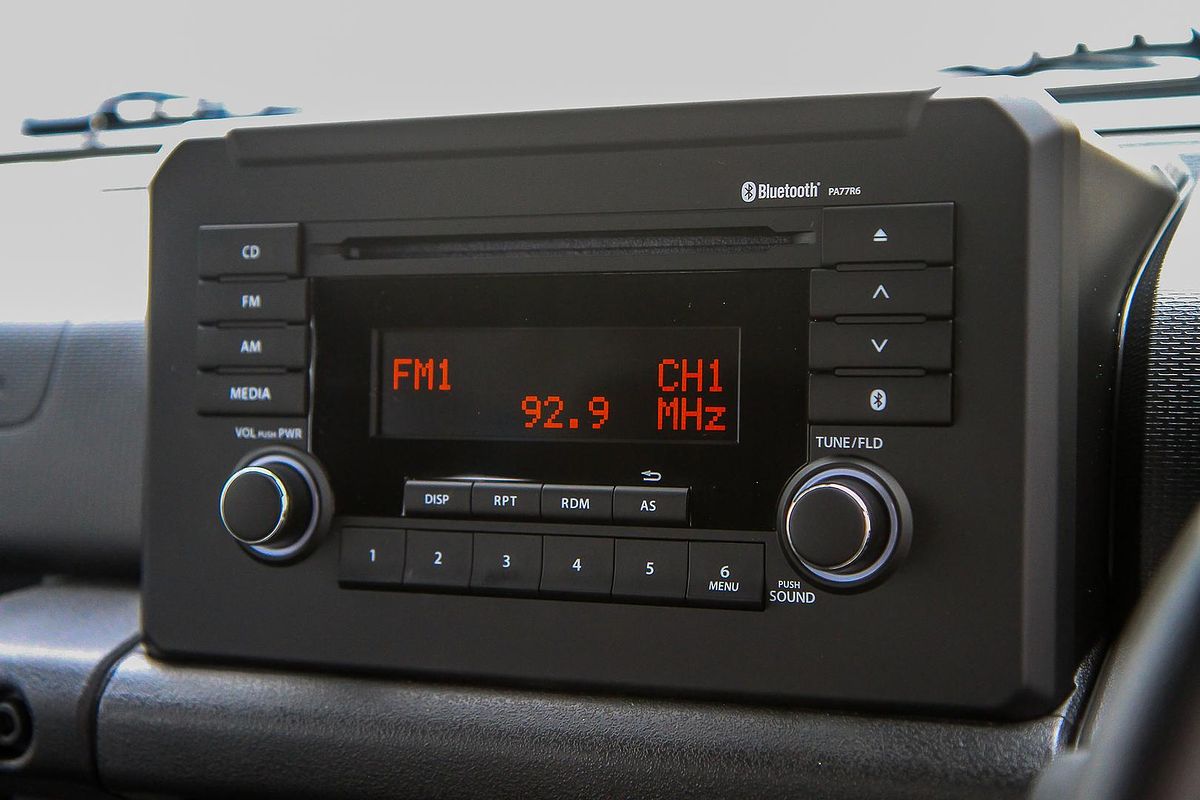 Bluetooth® PA77R6
CD
FM
AM
MEDIA
VOL PUSH PWR
FM1 CH1
92.9 MHz
TUNE/FLD
DISP RPT RDM AS
1 2 3 4 5 6
MENU
PUSH
SOUND